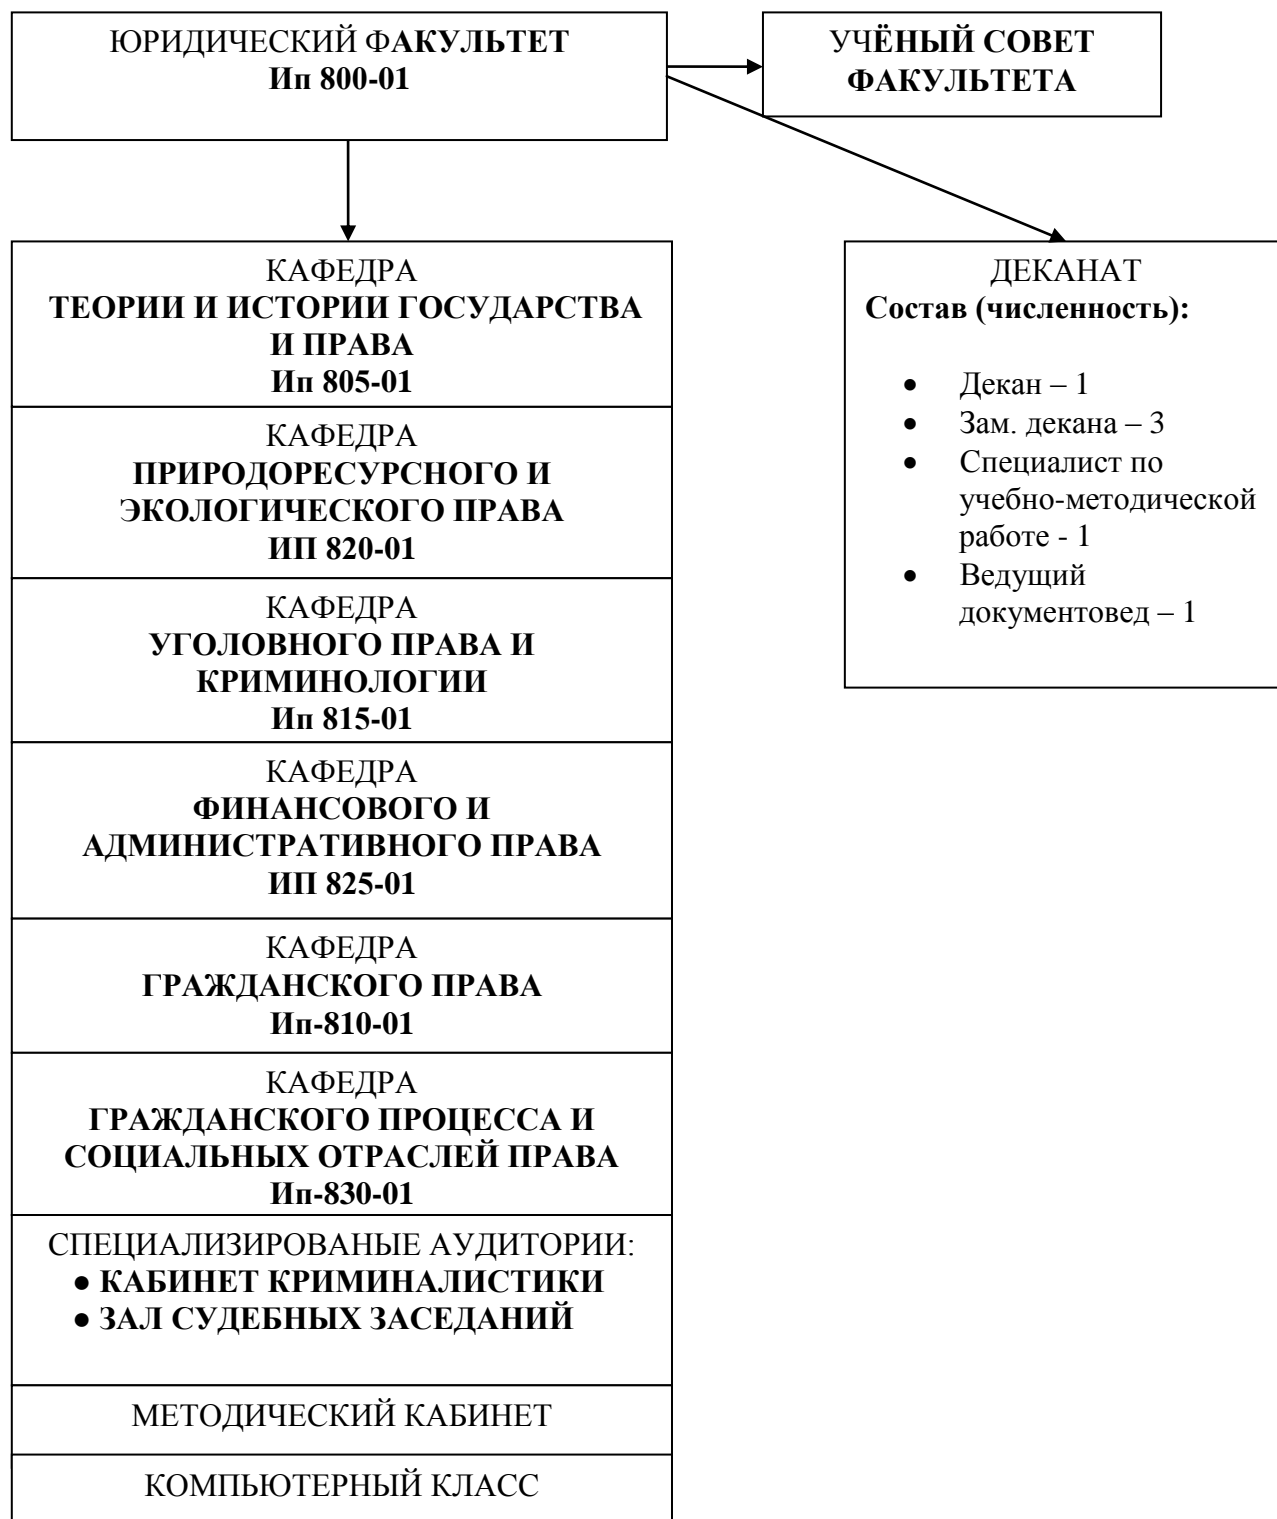 ЮРИДИЧЕСКИЙ ФАКУЛЬТЕТ
Ип 800-01
УЧЁНЫЙ СОВЕТ
ФАКУЛЬТЕТА
КАФЕДРА
ТЕОРИИ И ИСТОРИИ ГОСУДАРСТВА
И ПРАВА
Ип 805-01
КАФЕДРА
ПРИРОДОРЕСУРСНОГО И
ЭКОЛОГИЧЕСКОГО ПРАВА
ИП 820-01
КАФЕДРА
УГОЛОВНОГО ПРАВА И
КРИМИНОЛОГИИ
Ип 815-01
КАФЕДРА
ФИНАНСОВОГО И
АДМИНИСТРАТИВНОГО ПРАВА
ИП 825-01
КАФЕДРА
ГРАЖДАНСКОГО ПРАВА
Ип-810-01
КАФЕДРА
ГРАЖДАНСКОГО ПРОЦЕССА И
СОЦИАЛЬНЫХ ОТРАСЛЕЙ ПРАВА
Ип-830-01
СПЕЦИАЛИЗИРОВАНЫЕ АУДИТОРИИ:
● КАБИНЕТ КРИМИНАЛИСТИКИ
● ЗАЛ СУДЕБНЫХ ЗАСЕДАНИЙ
МЕТОДИЧЕСКИЙ КАБИНЕТ
КОМПЬЮТЕРНЫЙ КЛАСС
ДЕКАНАТ
Состав (численность):
● Декан – 1
● Зам. декана – 3
● Специалист по
учебно-методической
работе - 1
● Ведущий
документовед – 1